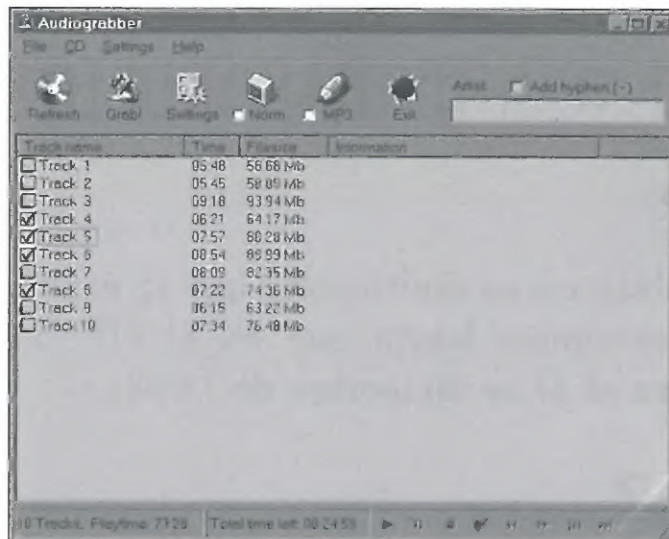 Audiograbber
File CD Settings Help
Artist Add hyphen (-)
Refresh Grab! Settings Norm MP3 Exit
Track name Time Filesize Information
Track 1 05:48 58.68 Mb
Track 2 05:45 Mb
Track 3 09:18 93.94 Mb
Track 4 06:21 64.17 Mb
Track 5 07:57 80.28 Mb
Track 6 08:54 89.99 Mb
Track 7 08:09 82.35 Mb
Track 8 07:22 74.36 Mb
Track 9 06:15 63.22 Mb
Track 10 07:34 76.48 Mb
10 Tracks, Playtime: 73:28 Total time left: 00:24:59